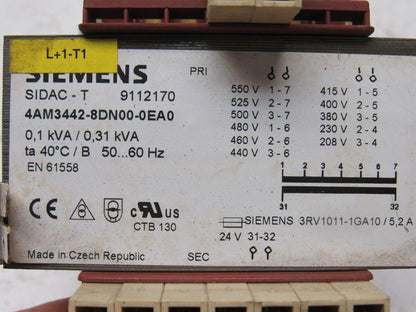 L+1-T1
SIEMENS
SIDAC - T 9112170
4AM3442-8DN00-0EA0
0,1 kVA / 0,31 kVA
ta 40°C / B 50...60 Hz
EN 61558
CE
c UR US
CTB 130
Made in Czech Republic
PRI
550 V 1 - 7
525 V 2 - 7
500 V 3 - 7
480 V 1 - 6
460 V 2 - 6
440 V 3 - 6
415 V 1 - 5
400 V 2 - 5
380 V 3 - 5
230 V 2 - 4
208 V 3 - 4
1 2 3 4 5 6 7
31 32
SIEMENS 3RV1011-1GA10 / 5,2 A
24 V 31-32
SEC